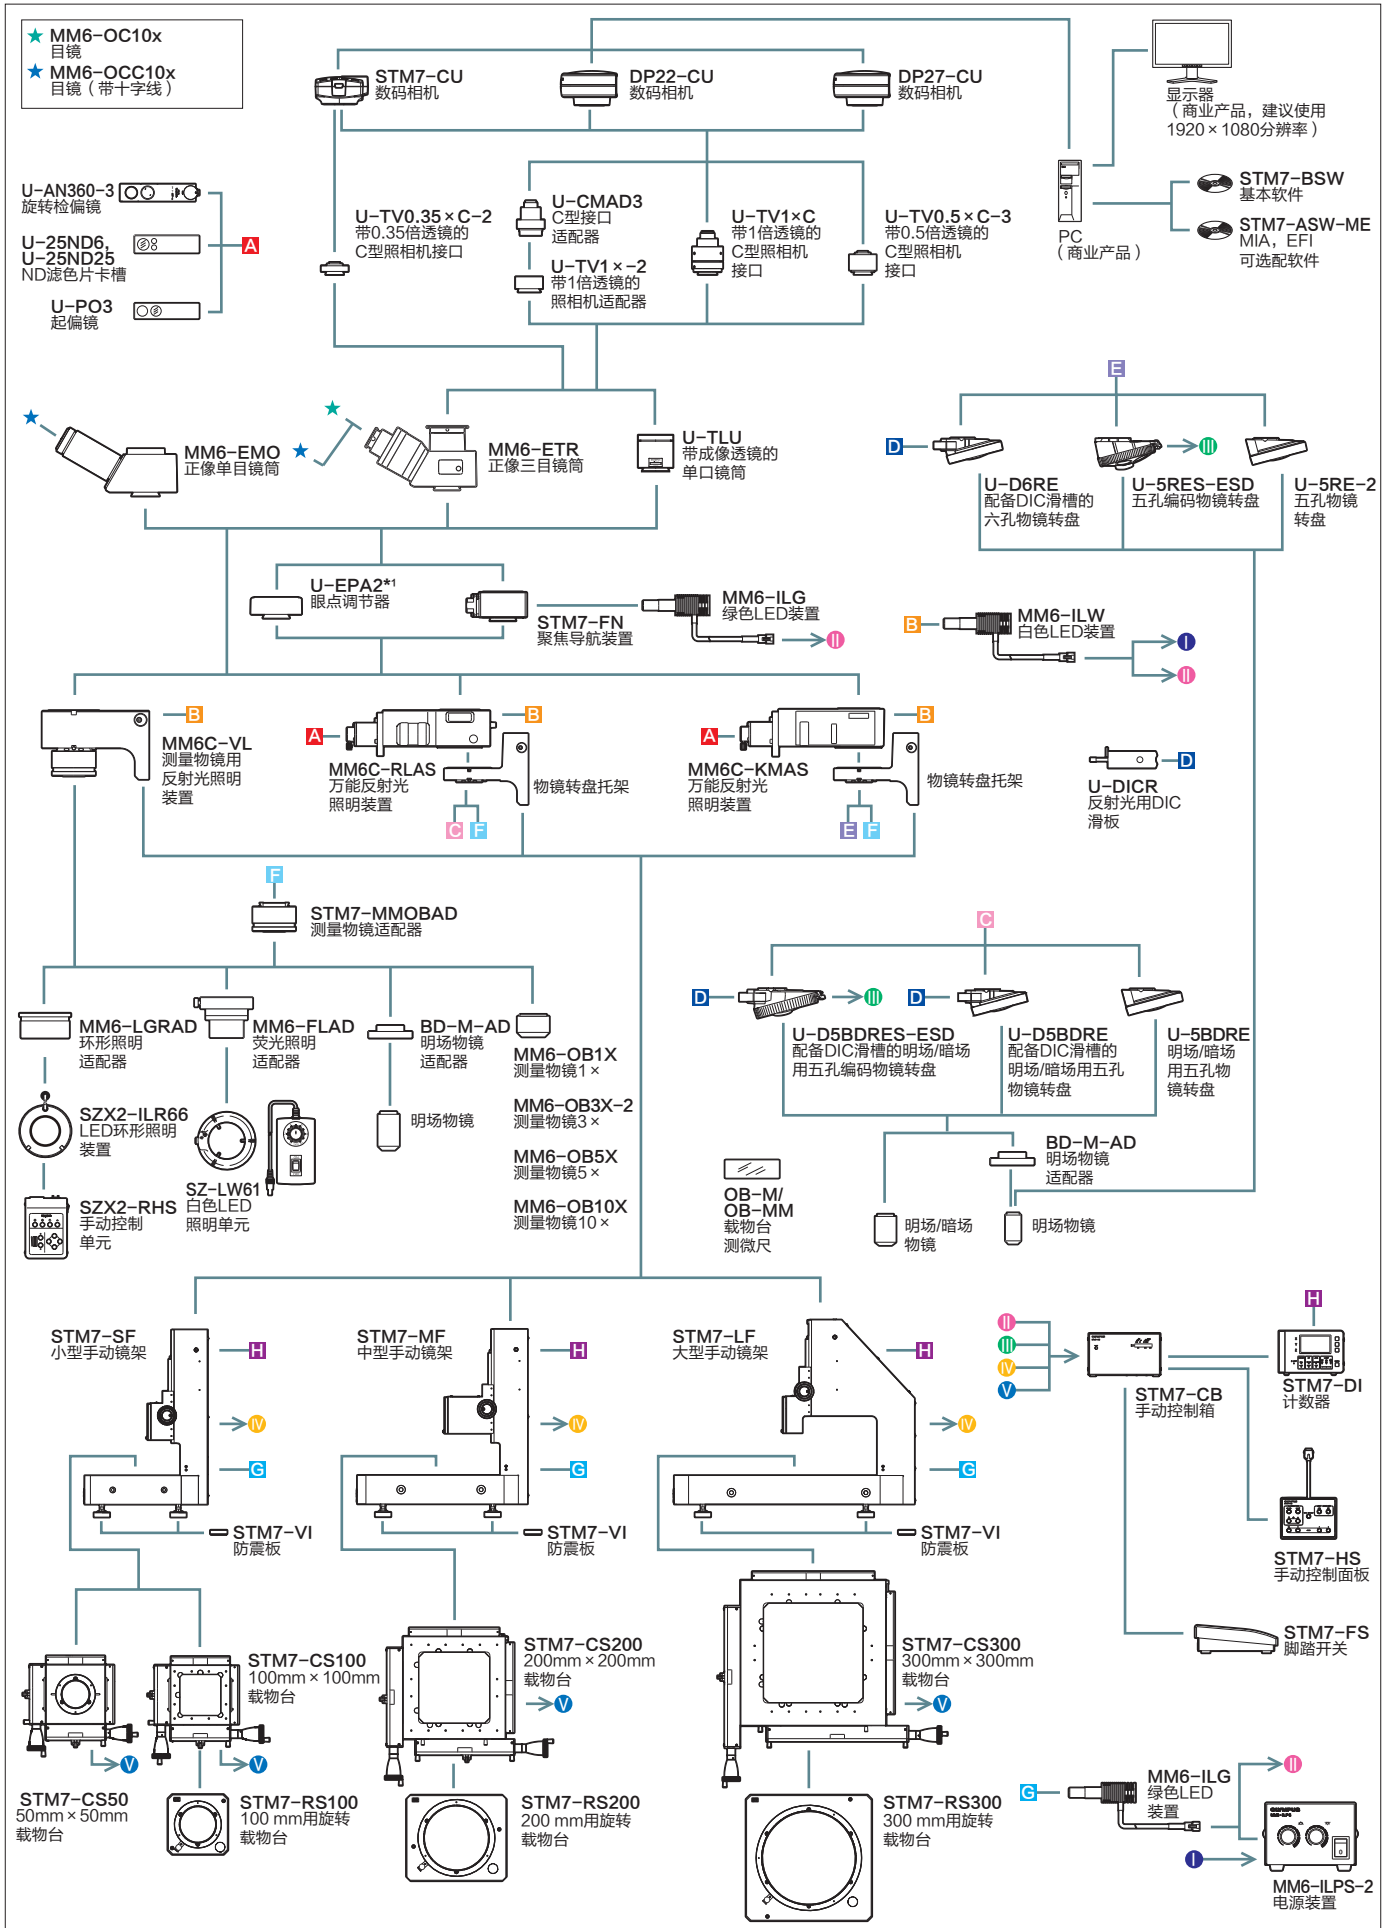 ★ MM6-OC10x
目镜
★ MM6-OCC10x
目镜（带十字线）
STM7-CU
数码相机
DP22-CU
数码相机
DP27-CU
数码相机
显示器
（商业产品，建议使用
1920×1080分辨率）
U-AN360-3
旋转检偏镜
U-25ND6,
U-25ND25
ND滤色片卡槽
A
U-PO3
起偏镜
U-TV0.35×C-2
带0.35倍透镜的
C型照相机接口
U-CMAD3
C型接口
适配器
U-TV1×-2
带1倍透镜的
照相机适配器
U-TV1×C
带1倍透镜的
C型照相机
接口
U-TV0.5×C-3
带0.5倍透镜的
C型照相机
接口
PC
（商业产品）
STM7-BSW
基本软件
STM7-ASW-ME
MIA，EFI
可选配软件
★
MM6-EMO
正像单目镜筒
★
★
MM6-ETR
正像三目镜筒
U-TLU
带成像透镜的
单口镜筒
E
D
U-D6RE
配备DIC滑槽的
六孔物镜转盘
III
U-5RES-ESD
五孔编码物镜转盘
U-5RE-2
五孔物镜
转盘
U-EPA2*1
眼点调节器
STM7-FN
聚焦导航装置
MM6-ILG
绿色LED装置
II
B
MM6-ILW
白色LED装置
I
II
B
MM6C-VL
测量物镜用
反射光照明
装置
A
B
MM6C-RLAS
万能反射光
照明装置
物镜转盘托架
C F
A
B
MM6C-KMAS
万能反射光
照明装置
物镜转盘托架
E F
D
U-DICR
反射光用DIC
滑板
F
STM7-MMOBAD
测量物镜适配器
MM6-LGRAD
环形照明
适配器
MM6-FLAD
荧光照明
适配器
BD-M-AD
明场物镜
适配器
MM6-OB1X
测量物镜1×
MM6-OB3X-2
测量物镜3×
MM6-OB5X
测量物镜5×
MM6-OB10X
测量物镜10×
SZX2-ILR66
LED环形照明
装置
SZX2-RHS
手动控制
单元
SZ-LW61
白色LED
照明单元
明场物镜
C
D
III
U-D5BDRES-ESD
配备DIC滑槽的明场/暗场
用五孔编码物镜转盘
D
U-D5BDRE
配备DIC滑槽的
明场/暗场用五孔
物镜转盘
U-5BDRE
明场/暗场
用五孔物
镜转盘
OB-M/
OB-MM
载物台
测微尺
明场/暗场
物镜
BD-M-AD
明场物镜
适配器
明场物镜
STM7-SF
小型手动镜架
H
IV
G
STM7-VI
防震板
STM7-MF
中型手动镜架
H
IV
G
STM7-VI
防震板
STM7-LF
大型手动镜架
H
IV
G
STM7-VI
防震板
II
III
IV
V
STM7-CB
手动控制箱
H
STM7-DI
计数器
STM7-HS
手动控制面板
STM7-FS
脚踏开关
STM7-CS50
50mm×50mm
载物台
V
STM7-CS100
100mm×100mm
载物台
V
STM7-RS100
100 mm用旋转
载物台
STM7-CS200
200mm×200mm
载物台
V
STM7-RS200
200 mm用旋转
载物台
STM7-CS300
300mm×300mm
载物台
V
STM7-RS300
300 mm用旋转
载物台
G
MM6-ILG
绿色LED
装置
II
I
OLYMPUS
MM6-ILPS-2
电源装置